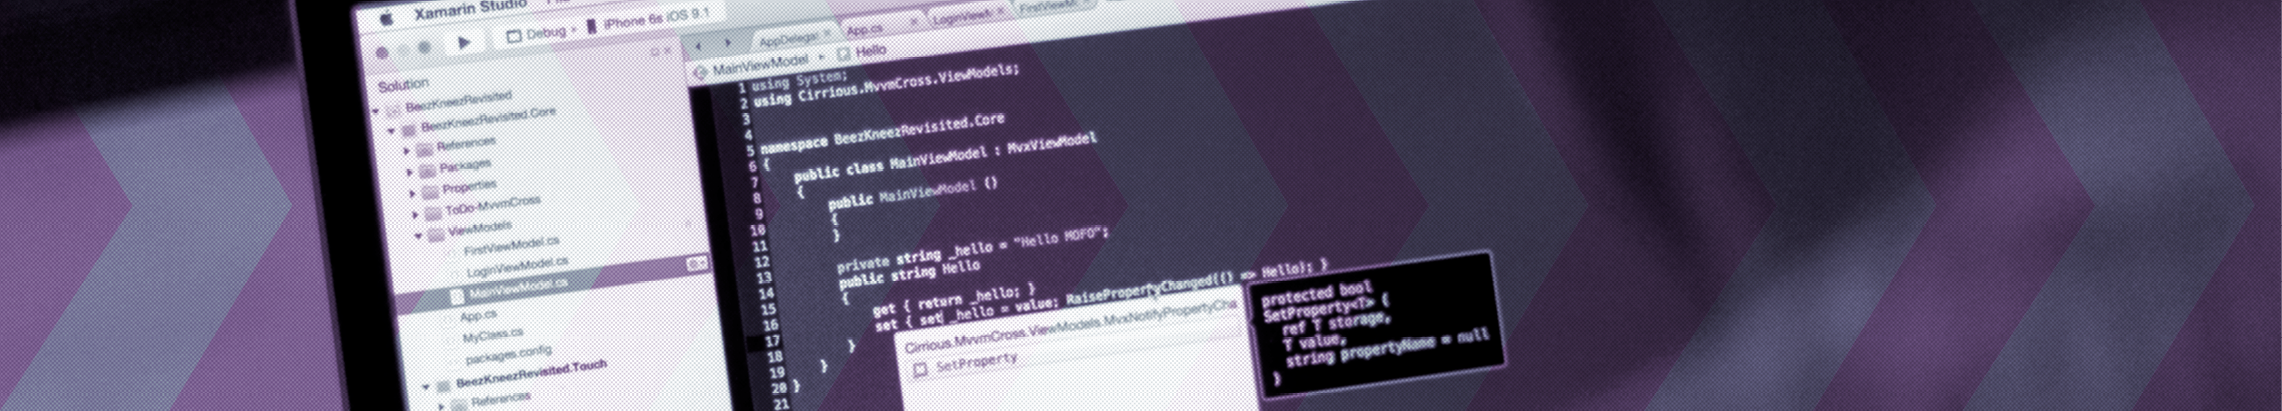 Xamarin Studio
Debug
iPhone 6s iOS 9.1
AppDelegat
App.cs
LoginViewM
FirstViewM
MainViewModel
Hello
Solution
BeezKneezRevisited
BeezKneezRevisited.Core
References
Packages
Properties
ToDo-MvvmCross
ViewModels
FirstViewModel.cs
LoginViewModel.cs
MainViewModel.cs
App.cs
MyClass.cs
packages.config
BeezKneezRevisited.Touch
References
1 using System;
2 using Cirrious.MvvmCross.ViewModels;
3
4
5 namespace BeezKneezRevisited.Core
6 {
7 public class MainViewModel : MvxViewModel
8 {
9 public MainViewModel ()
10 {
11 }
12
13 private string _hello = "Hello MOFO";
14 public string Hello
15 {
16 get { return _hello; }
17 set { set _hello = value; RaisePropertyChanged(() => Hello); }
18 }
19 }
20 }
21
Cirrious.MvvmCross.ViewModels.MvxNotifyPropertyCha
SetProperty
protected bool
SetProperty<T> (
ref T storage,
T value,
string propertyName = null
)